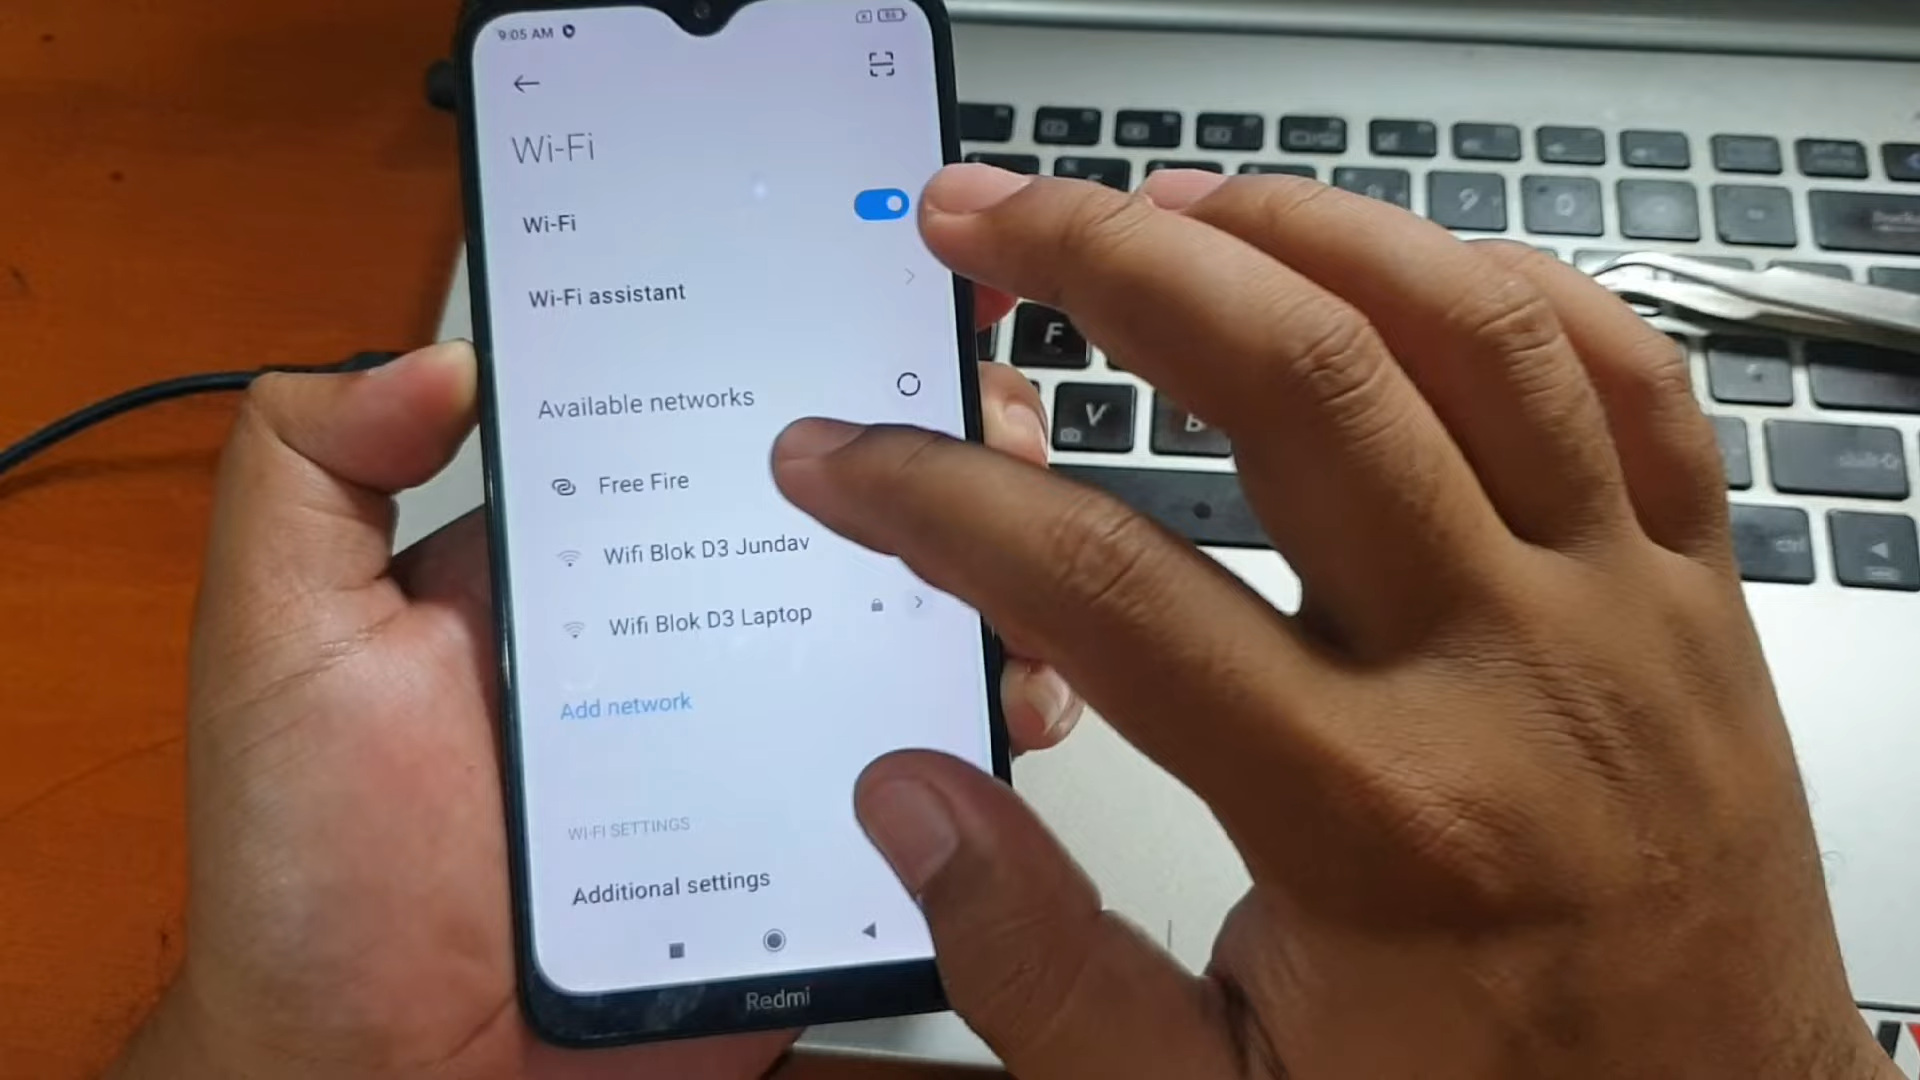 9:05 AM
Wi-Fi
Wi-Fi
Wi-Fi assistant
Available networks
Free Fire
Wifi Blok D3 Jundav
Wifi Blok D3 Laptop
Add network
WI-FI SETTINGS
Additional settings
Redmi
F
V
B
ctrl